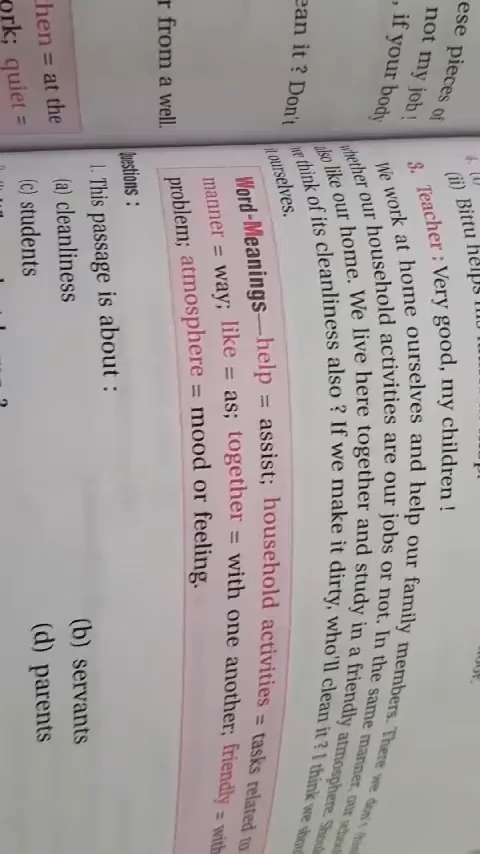 ese pieces of
not my job !
, if your body
ean it ? Don't
r from a well.
hen = at the
ork; quiet =
(ii) Bittu helps
3. Teacher : Very good, my children !
We work at home ourselves and help our family members. There we don't
whether our household activities are our jobs or not. In the same manner, our school
also like our home. We live here together and study in a friendly atmosphere.
we think of its cleanliness also ? If we make it dirty, who'll clean it ? I think we
ourselves.
Word-Meanings—help = assist; household activities = tasks related to
manner = way; like = as; together = with one another; friendly = with
problem; atmosphere = mood or feeling.
Questions :
1. This passage is about :
(a) cleanliness (b) servants
(c) students (d) parents